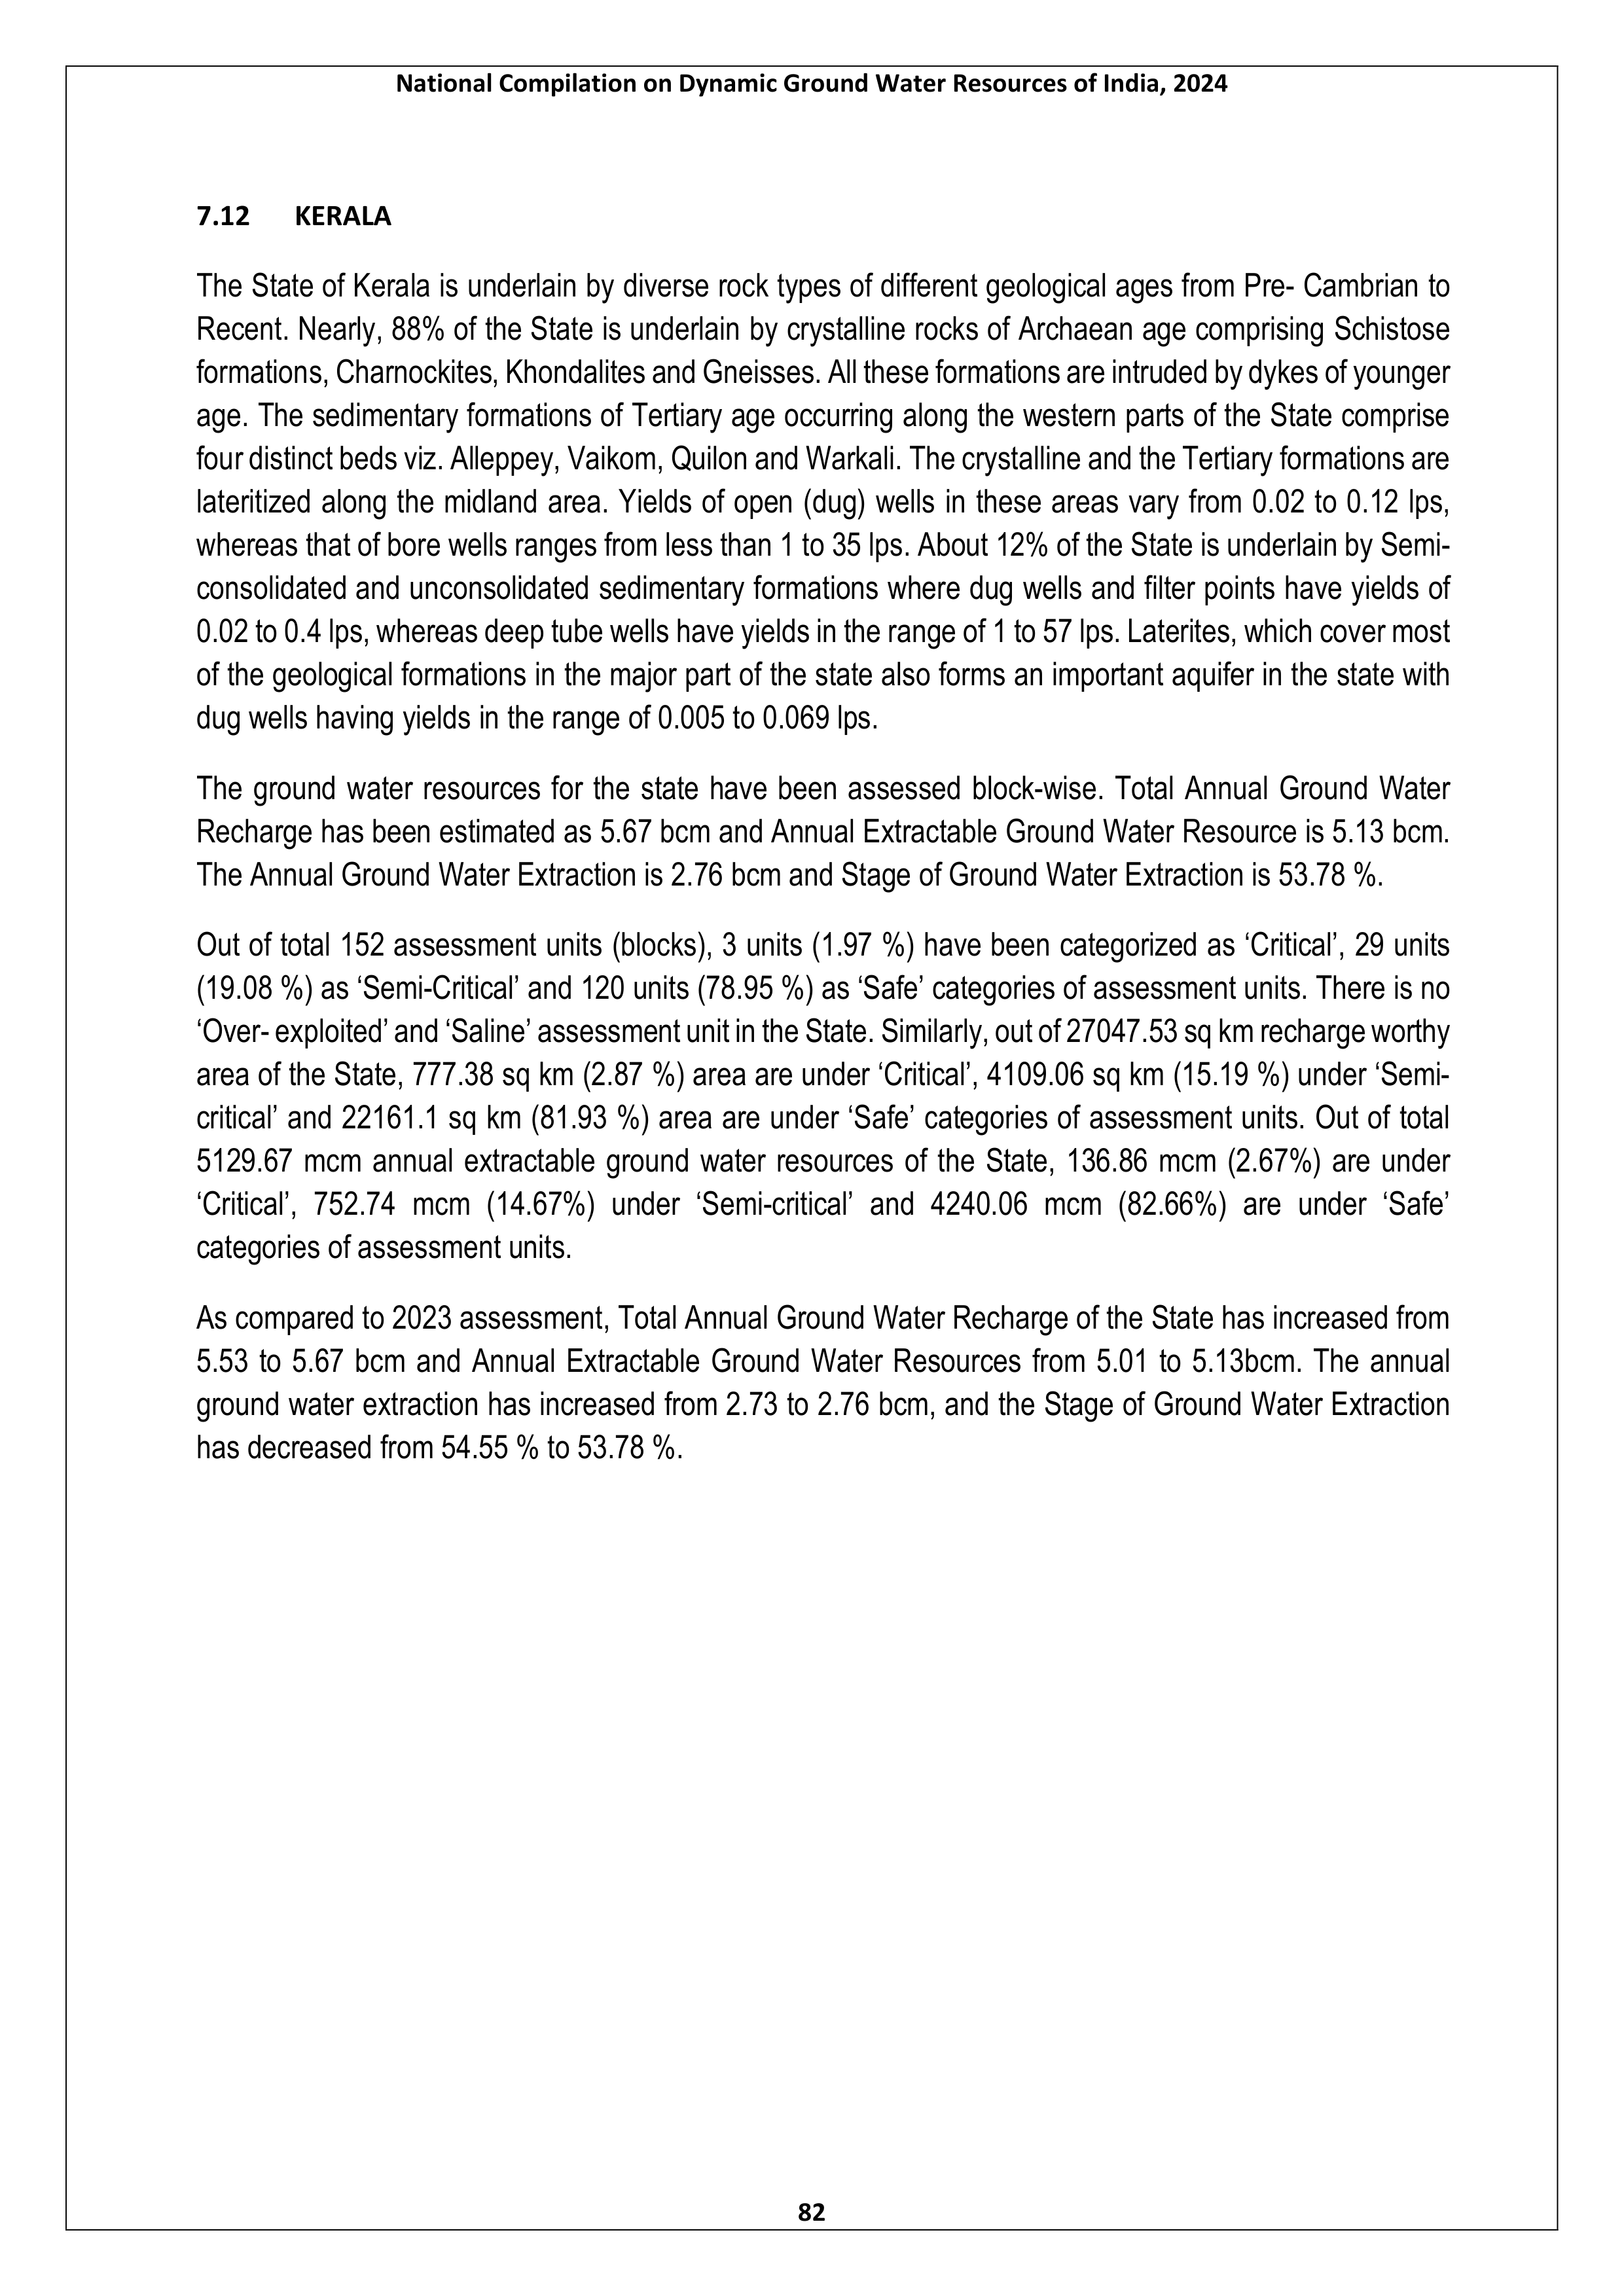 National Compilation on Dynamic Ground Water Resources of India, 2024
7.12 KERALA
The State of Kerala is underlain by diverse rock types of different geological ages from Pre- Cambrian to
Recent. Nearly, 88% of the State is underlain by crystalline rocks of Archaean age comprising Schistose
formations, Charnockites, Khondalites and Gneisses. All these formations are intruded by dykes of younger
age. The sedimentary formations of Tertiary age occurring along the western parts of the State comprise
four distinct beds viz. Alleppey, Vaikom, Quilon and Warkali. The crystalline and the Tertiary formations are
lateritized along the midland area. Yields of open (dug) wells in these areas vary from 0.02 to 0.12 lps,
whereas that of bore wells ranges from less than 1 to 35 lps. About 12% of the State is underlain by Semi-
consolidated and unconsolidated sedimentary formations where dug wells and filter points have yields of
0.02 to 0.4 lps, whereas deep tube wells have yields in the range of 1 to 57 lps. Laterites, which cover most
of the geological formations in the major part of the state also forms an important aquifer in the state with
dug wells having yields in the range of 0.005 to 0.069 lps.
The ground water resources for the state have been assessed block-wise. Total Annual Ground Water
Recharge has been estimated as 5.67 bcm and Annual Extractable Ground Water Resource is 5.13 bcm.
The Annual Ground Water Extraction is 2.76 bcm and Stage of Ground Water Extraction is 53.78 %.
Out of total 152 assessment units (blocks), 3 units (1.97 %) have been categorized as ‘Critical’, 29 units
(19.08 %) as ‘Semi-Critical’ and 120 units (78.95 %) as ‘Safe’ categories of assessment units. There is no
‘Over- exploited’ and ‘Saline’ assessment unit in the State. Similarly, out of 27047.53 sq km recharge worthy
area of the State, 777.38 sq km (2.87 %) area are under ‘Critical’, 4109.06 sq km (15.19 %) under ‘Semi-
critical’ and 22161.1 sq km (81.93 %) area are under ‘Safe’ categories of assessment units. Out of total
5129.67 mcm annual extractable ground water resources of the State, 136.86 mcm (2.67%) are under
‘Critical’, 752.74 mcm (14.67%) under ‘Semi-critical’ and 4240.06 mcm (82.66%) are under ‘Safe’
categories of assessment units.
As compared to 2023 assessment, Total Annual Ground Water Recharge of the State has increased from
5.53 to 5.67 bcm and Annual Extractable Ground Water Resources from 5.01 to 5.13bcm. The annual
ground water extraction has increased from 2.73 to 2.76 bcm, and the Stage of Ground Water Extraction
has decreased from 54.55 % to 53.78 %.
82